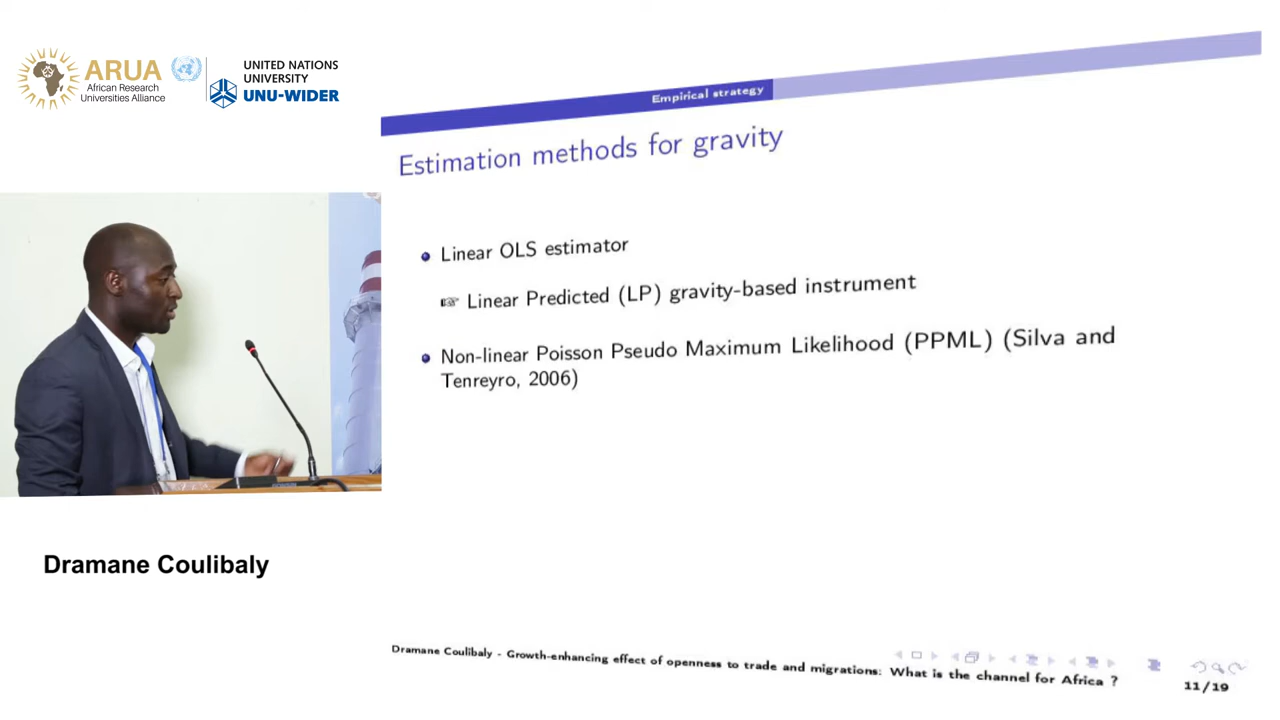 ARUA
African Research
Universities Alliance
UNITED NATIONS
UNIVERSITY
UNU-WIDER
Empirical strategy
Estimation methods for gravity
Linear OLS estimator
Linear Predicted (LP) gravity-based instrument
Non-linear Poisson Pseudo Maximum Likelihood (PPML) (Silva and
Tenreyro, 2006)
Dramane Coulibaly
Dramane Coulibaly - Growth-enhancing effect of openness to trade and migrations: What is the channel for Africa ?
11/19